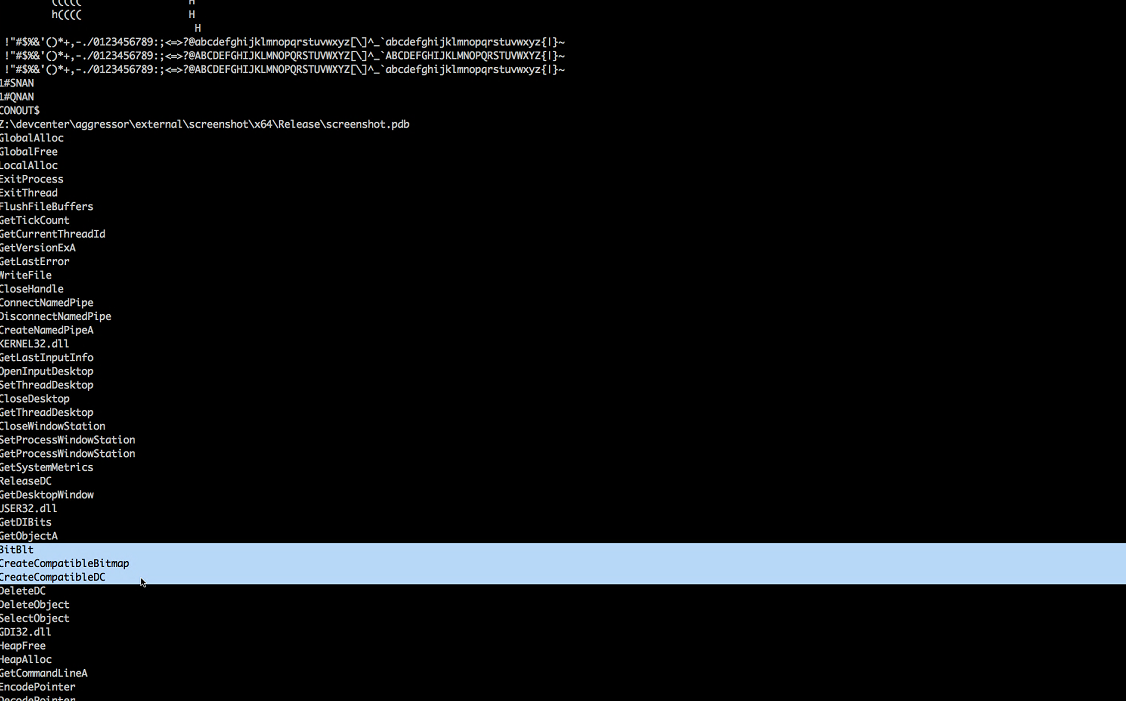 CCCCC H
hCCCC H
H
!"#$%&'()*+,-./0123456789:;<=>?@abcdefghijklmnopqrstuvwxyz[\]^_`abcdefghijklmnopqrstuvwxyz{|}~
!"#$%&'()*+,-./0123456789:;<=>?@ABCDEFGHIJKLMNOPQRSTUVWXYZ[\]^_`ABCDEFGHIJKLMNOPQRSTUVWXYZ{|}~
!"#$%&'()*+,-./0123456789:;<=>?@ABCDEFGHIJKLMNOPQRSTUVWXYZ[\]^_`abcdefghijklmnopqrstuvwxyz{|}~
1#SNAN
1#QNAN
CONOUT$
Z:\devcenter\aggressor\external\screenshot\x64\Release\screenshot.pdb
GlobalAlloc
GlobalFree
LocalAlloc
ExitProcess
ExitThread
FlushFileBuffers
GetTickCount
GetCurrentThreadId
GetVersionExA
GetLastError
WriteFile
CloseHandle
ConnectNamedPipe
DisconnectNamedPipe
CreateNamedPipeA
KERNEL32.dll
GetLastInputInfo
OpenInputDesktop
SetThreadDesktop
CloseDesktop
GetThreadDesktop
CloseWindowStation
SetProcessWindowStation
GetProcessWindowStation
GetSystemMetrics
ReleaseDC
GetDesktopWindow
USER32.dll
GetDIBits
GetObjectA
BitBlt
CreateCompatibleBitmap
CreateCompatibleDC
DeleteDC
DeleteObject
SelectObject
GDI32.dll
HeapFree
HeapAlloc
GetCommandLineA
EncodePointer
DecodePointer